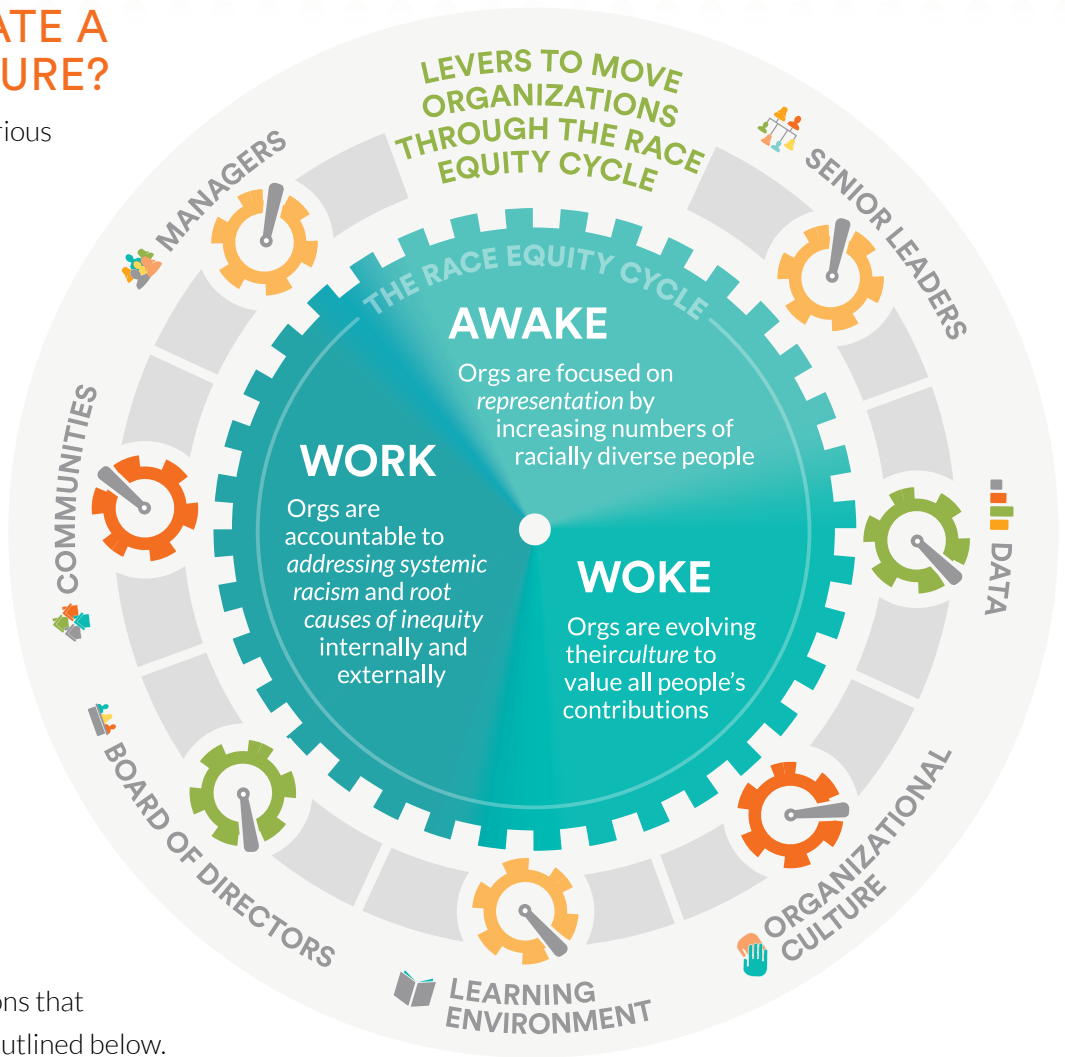 ATE A
URE?
rious
LEVERS TO MOVE
ORGANIZATIONS
THROUGH THE RACE
EQUITY CYCLE
SENIOR LEADERS
DATA
ORGANIZATIONAL
CULTURE
LEARNING
ENVIRONMENT
BOARD OF DIRECTORS
COMMUNITIES
MANAGERS
THE RACE EQUITY CYCLE
AWAKE
Orgs are focused on
representation by
increasing numbers of
racially diverse people
WOKE
Orgs are evolving
theirculture to
value all people’s
contributions
WORK
Orgs are
accountable to
addressing systemic
racism and root
causes of inequity
internally and
externally
ons that
utlined below.